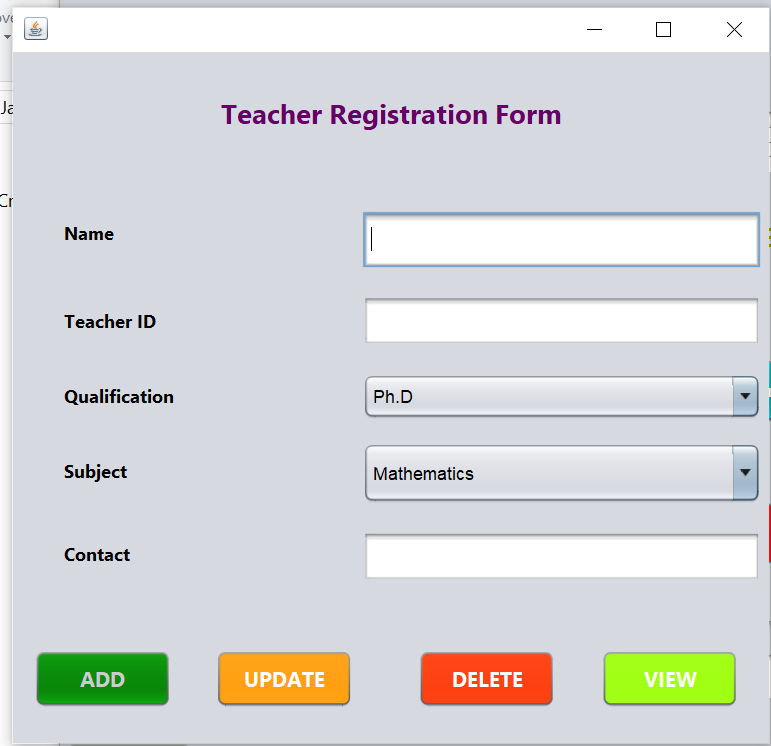 Teacher Registration Form
Name
Teacher ID
Qualification
Ph.D
Subject
Mathematics
Contact
ADD UPDATE DELETE VIEW